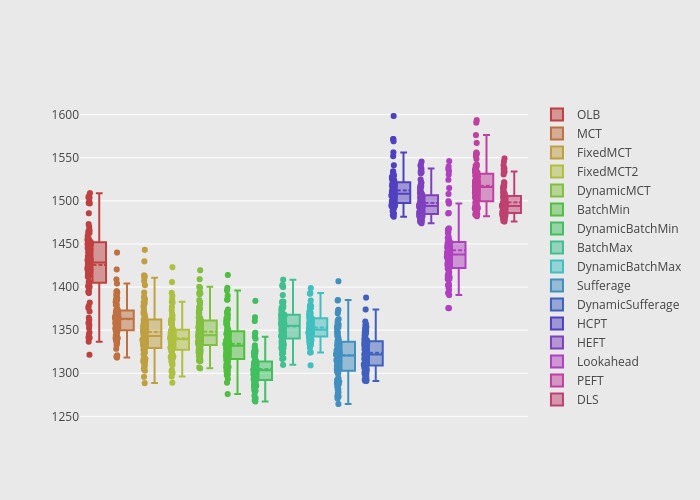 1600
1550
1500
1450
1400
1350
1300
1250
OLB
MCT
FixedMCT
FixedMCT2
DynamicMCT
BatchMin
DynamicBatchMin
BatchMax
DynamicBatchMax
Sufferage
DynamicSufferage
HCPT
HEFT
Lookahead
PEFT
DLS